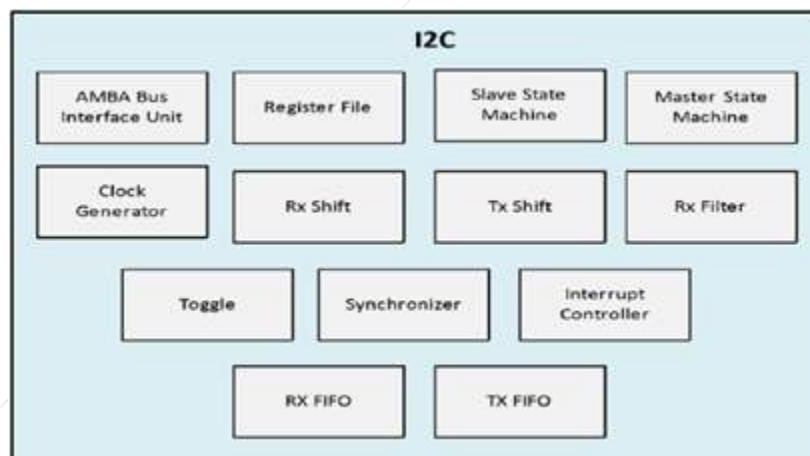 I2C
AMBA Bus
Interface Unit
Register File
Slave State
Machine
Master State
Machine
Clock
Generator
Rx Shift
Tx Shift
Rx Filter
Toggle
Synchronizer
Interrupt
Controller
RX FIFO
TX FIFO